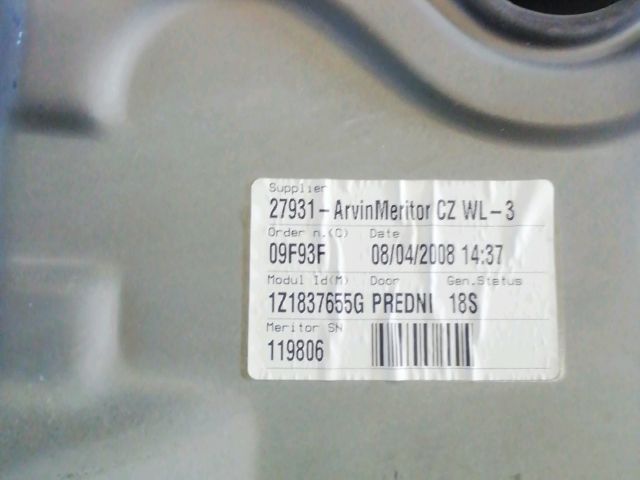 Supplier
27931-ArvinMeritor CZ WL-3
Order n.(C) Date
09F93F 08/04/2008 14:37
Modul Id(M) Door Gen.Status
1Z1837655G PREDNI 18S
Meritor SN
119806